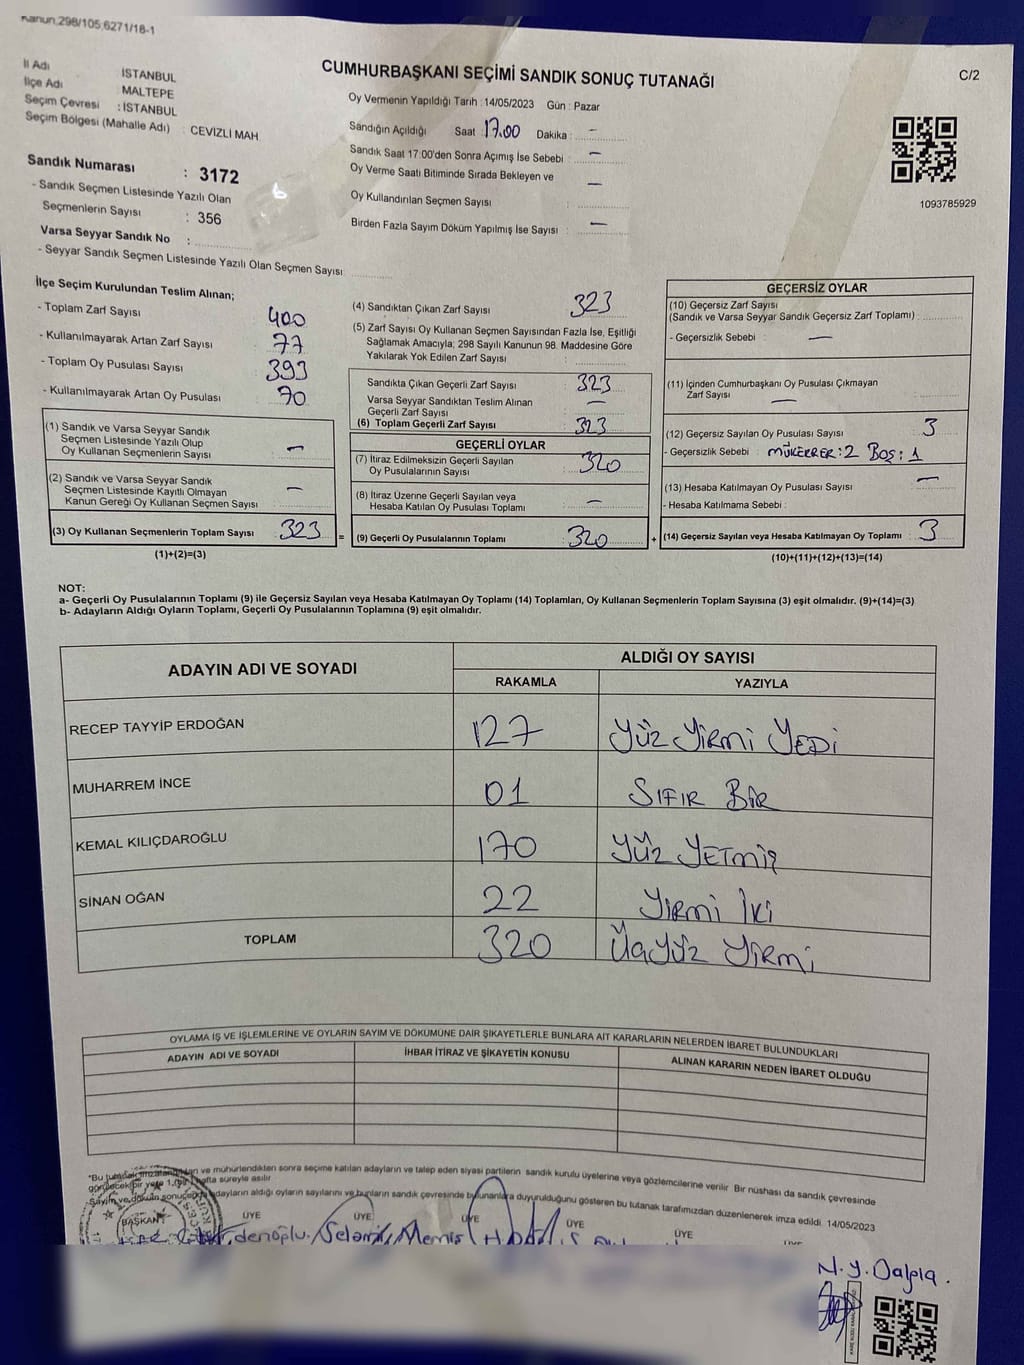 Kanun:298/105;6271/18-1
CUMHURBAŞKANI SEÇİMİ SANDIK SONUÇ TUTANAĞI
C/2
İl Adı : İSTANBUL
İlçe Adı : MALTEPE
Seçim Çevresi : İSTANBUL
Seçim Bölgesi (Mahalle Adı) : CEVİZLİ MAH
Sandık Numarası : 3172
- Sandık Seçmen Listesinde Yazılı Olan
Seçmenlerin Sayısı : 356
Varsa Seyyar Sandık No :
- Seyyar Sandık Seçmen Listesinde Yazılı Olan Seçmen Sayısı:
Oy Vermenin Yapıldığı Tarih : 14/05/2023 Gün : Pazar
Sandığın Açıldığı Saat : 17.00 Dakika : –
Sandık Saat 17:00'den Sonra Açımış İse Sebebi : –
Oy Verme Saati Bitiminde Sırada Bekleyen ve –
Oy Kullandırılan Seçmen Sayısı :
Birden Fazla Sayım Döküm Yapılmış İse Sayısı : –
1093785929
İlçe Seçim Kurulundan Teslim Alınan;
- Toplam Zarf Sayısı : 400
- Kullanılmayarak Artan Zarf Sayısı : 77
- Toplam Oy Pusulası Sayısı : 393
- Kullanılmayarak Artan Oy Pusulası : 70
(1) Sandık ve Varsa Seyyar Sandık
Seçmen Listesinde Yazılı Olup
Oy Kullanan Seçmenlerin Sayısı : –
(2) Sandık ve Varsa Seyyar Sandık
Seçmen Listesinde Kayıtlı Olmayan
Kanun Gereği Oy Kullanan Seçmen Sayısı : –
(3) Oy Kullanan Seçmenlerin Toplam Sayısı : 323 =
(1)+(2)=(3)
(4) Sandıktan Çıkan Zarf Sayısı : 323
(5) Zarf Sayısı Oy Kullanan Seçmen Sayısından Fazla İse, Eşitliği
Sağlamak Amacıyla; 298 Sayılı Kanunun 98. Maddesine Göre
Yakılarak Yok Edilen Zarf Sayısı :
Sandıkta Çıkan Geçerli Zarf Sayısı : 323
Varsa Seyyar Sandıktan Teslim Alınan
Geçerli Zarf Sayısı : –
(6) Toplam Geçerli Zarf Sayısı : 323
GEÇERLİ OYLAR
(7) İtiraz Edilmeksizin Geçerli Sayılan
Oy Pusulalarının Sayısı : 320
(8) İtiraz Üzerine Geçerli Sayılan veya
Hesaba Katılan Oy Pusulası Toplamı : –
(9) Geçerli Oy Pusulalarının Toplamı : 320 +
GEÇERSİZ OYLAR
(10) Geçersiz Zarf Sayısı
(Sandık ve Varsa Seyyar Sandık Geçersiz Zarf Toplamı) :
- Geçersizlik Sebebi : –
(11) İçinden Cumhurbaşkanı Oy Pusulası Çıkmayan
Zarf Sayısı : –
(12) Geçersiz Sayılan Oy Pusulası Sayısı : 3
- Geçersizlik Sebebi : MÜKERRER:2 BOŞ:1
(13) Hesaba Katılmayan Oy Pusulası Sayısı : –
- Hesaba Katılmama Sebebi :
(14) Geçersiz Sayılan veya Hesaba Katılmayan Oy Toplamı : 3
(10)+(11)+(12)+(13)=(14)
NOT:
a- Geçerli Oy Pusulalarının Toplamı (9) ile Geçersiz Sayılan veya Hesaba Katılmayan Oy Toplamı (14) Toplamları, Oy Kullanan Seçmenlerin Toplam Sayısına (3) eşit olmalıdır. (9)+(14)=(3)
b- Adayların Aldığı Oyların Toplamı, Geçerli Oy Pusulalarının Toplamına (9) eşit olmalıdır.
ADAYIN ADI VE SOYADI ALDIĞI OY SAYISI
RAKAMLA YAZIYLA
RECEP TAYYİP ERDOĞAN 127 Yüz Yirmi Yedi
MUHARREM İNCE 01 SIFIR BİR
KEMAL KILIÇDAROĞLU 170 Yüz YETMİŞ
SİNAN OĞAN 22 Yirmi İki
TOPLAM 320 Üçyüz Yirmi
OYLAMA İŞ VE İŞLEMLERİNE VE OYLARIN SAYIM VE DÖKÜMÜNE DAİR ŞİKAYETLERLE BUNLARA AİT KARARLARIN NELERDEN İBARET BULUNDUKLARI
ADAYIN ADI VE SOYADI İHBAR İTİRAZ VE ŞİKAYETİN KONUSU ALINAN KARARIN NEDEN İBARET OLDUĞU
*Bu tutanak imzalandıktan ve mühürlendikten sonra seçime katılan adayların ve talep eden siyasi partilerin sandık kurulu üyelerine veya gözlemcilerine verilir. Bir nüshası da sandık çevresinde
görülecek bir yere 1 hafta süreyle asılır.
Sayım ve döküm sonucunda adayların aldığı oyların sayılarını ve bunların sandık çevresinde bulunanlara duyurulduğunu gösteren bu tutanak tarafımızdan düzenlenerek imza edildi. 14/05/2023
BAŞKAN ÜYE ÜYE ÜYE ÜYE ÜYE
Selami Memiş
N. Y. Dalgıa.